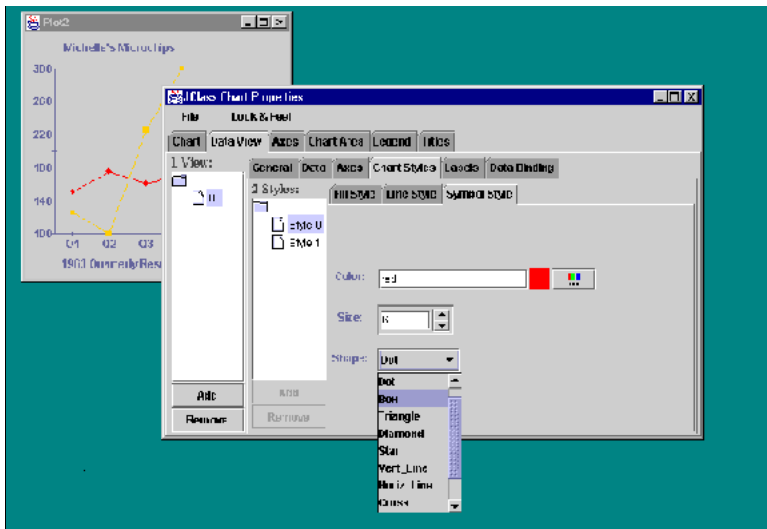 Plot2
Michelle's Microchips
300
260
220
180
140
100
Q1 Q2 Q3
1963 Quarterly Res
JClass Chart Properties
File Look & Feel
Chart Data View Axes Chart Area Legend Titles
1 View:
0
Add
Remove
General Data Axes Chart Styles Labels Data Binding
2 Styles:
Style 0
Style 1
Add
Remove
Fill Style Line Style Symbol Style
Color: red
Size: 6
Shape: Dot
Dot
Box
Triangle
Diamond
Star
Vert_Line
Horiz_Line
Cross